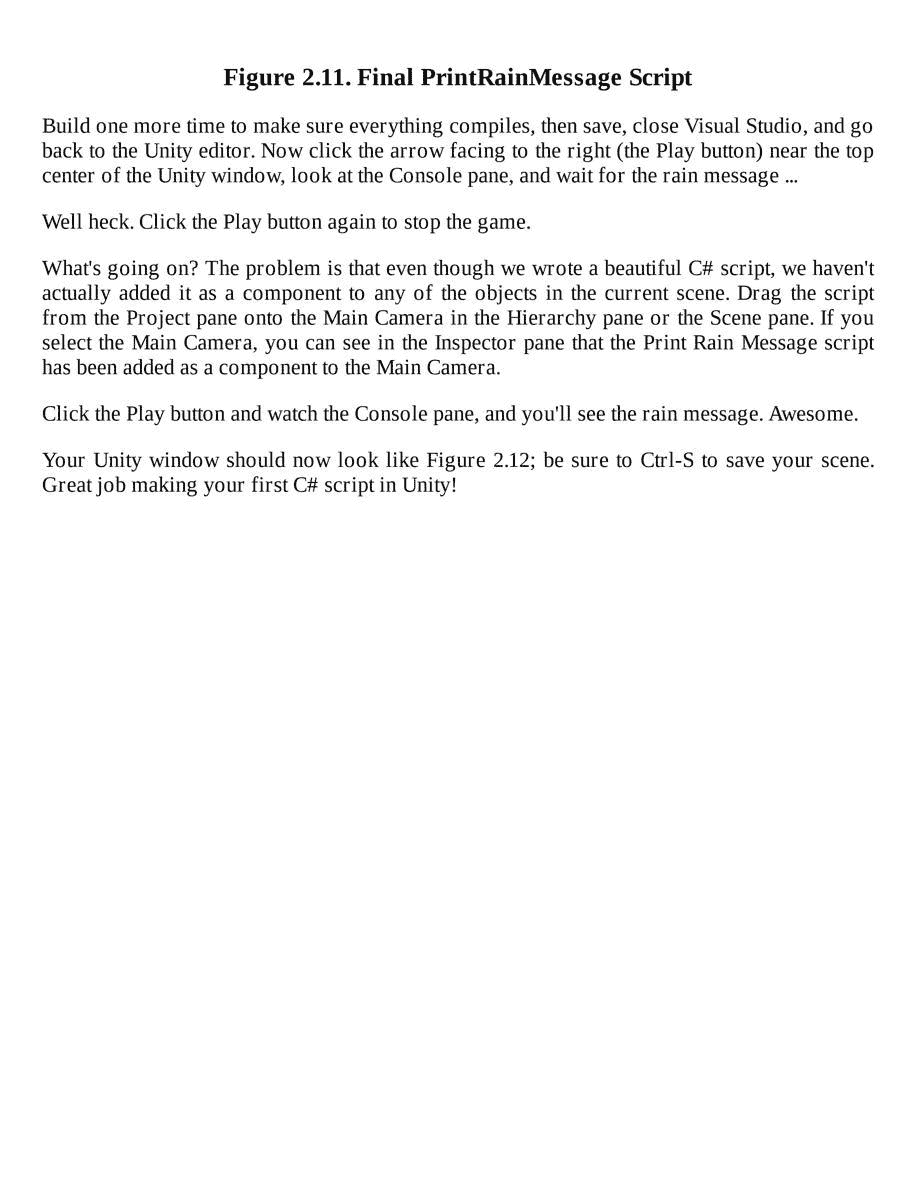 Figure 2.11. Final PrintRainMessage Script
Build one more time to make sure everything compiles, then save, close Visual Studio, and go
back to the Unity editor. Now click the arrow facing to the right (the Play button) near the top
center of the Unity window, look at the Console pane, and wait for the rain message ...
Well heck. Click the Play button again to stop the game.
What's going on? The problem is that even though we wrote a beautiful C# script, we haven't
actually added it as a component to any of the objects in the current scene. Drag the script
from the Project pane onto the Main Camera in the Hierarchy pane or the Scene pane. If you
select the Main Camera, you can see in the Inspector pane that the Print Rain Message script
has been added as a component to the Main Camera.
Click the Play button and watch the Console pane, and you'll see the rain message. Awesome.
Your Unity window should now look like Figure 2.12; be sure to Ctrl-S to save your scene.
Great job making your first C# script in Unity!